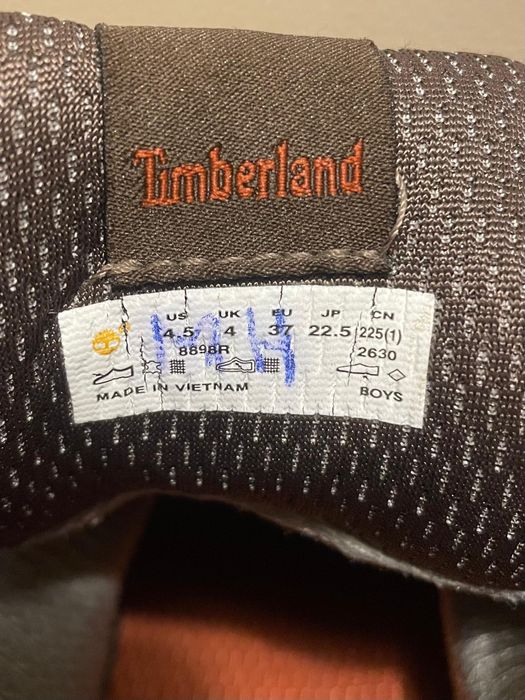 Timberland
US UK EU JP CN
4.5 4 37 22.5 225(1)
8898R 2630
MADE IN VIETNAM BOYS
M4